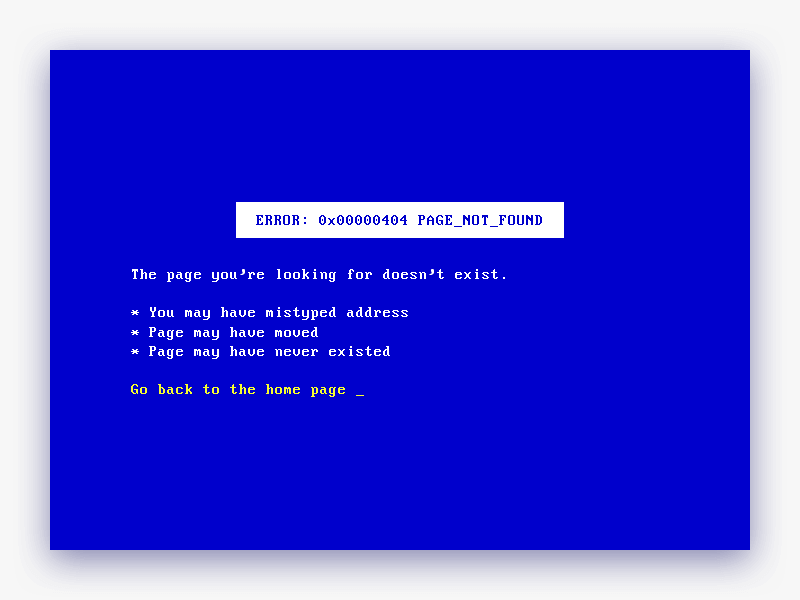 ERROR: 0x00000404 PAGE_NOT_FOUND
The page you're looking for doesn't exist.
* You may have mistyped address
* Page may have moved
* Page may have never existed
Go back to the home page _